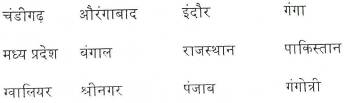 चंडीगढ़ औरंगाबाद इंदौर गंगा
मध्य प्रदेश बंगाल राजस्थान पाकिस्तान
ग्वालियर श्रीनगर पंजाब गंगोत्री